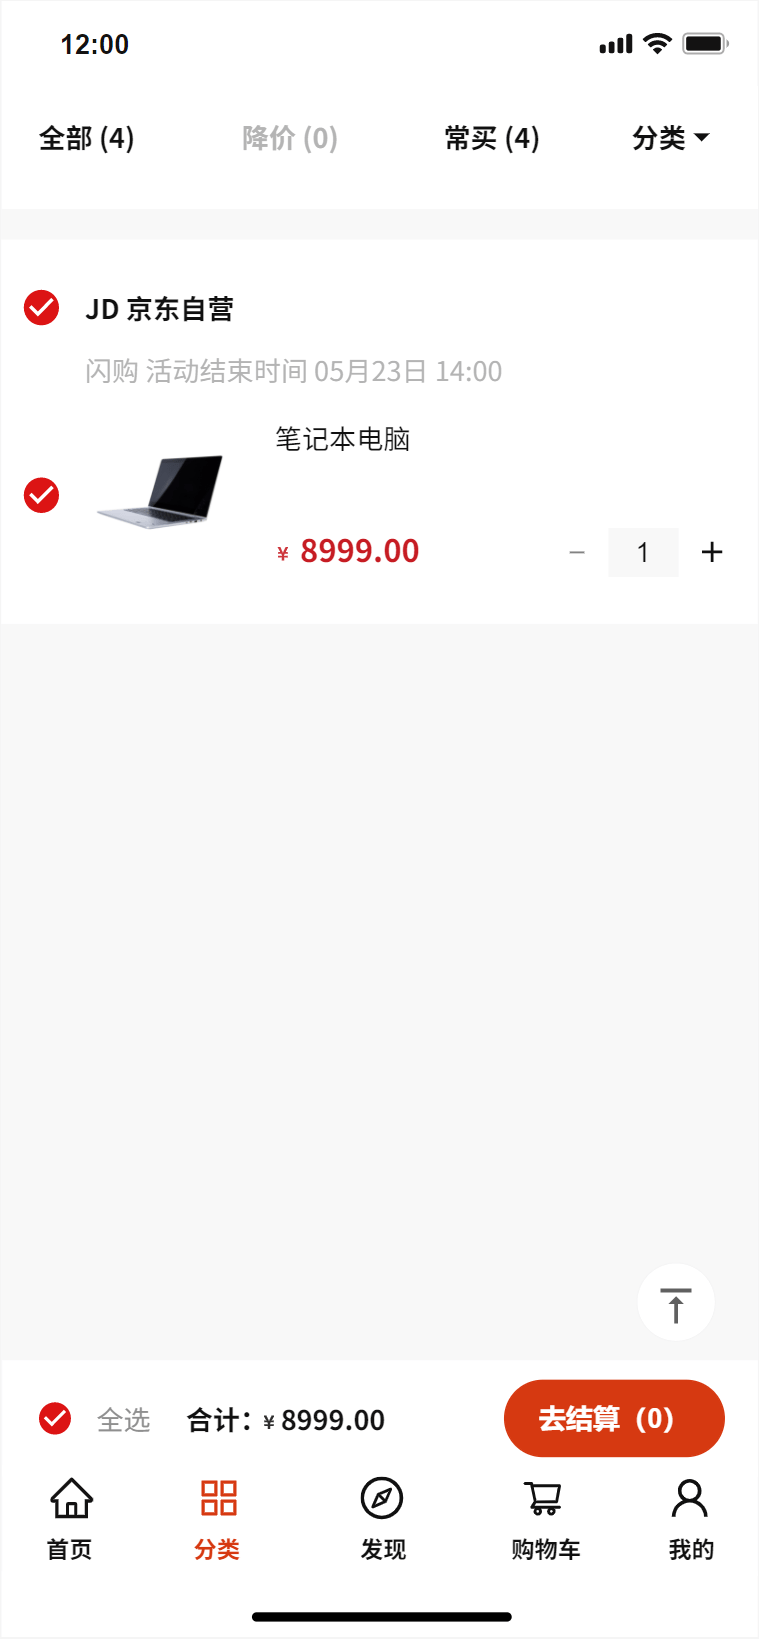 12:00
全部 (4) 降价 (0) 常买 (4) 分类
JD 京东自营
闪购 活动结束时间 05月23日 14:00
笔记本电脑
¥ 8999.00 − 1 +
全选 合计：¥ 8999.00 去结算（0）
首页 分类 发现 购物车 我的